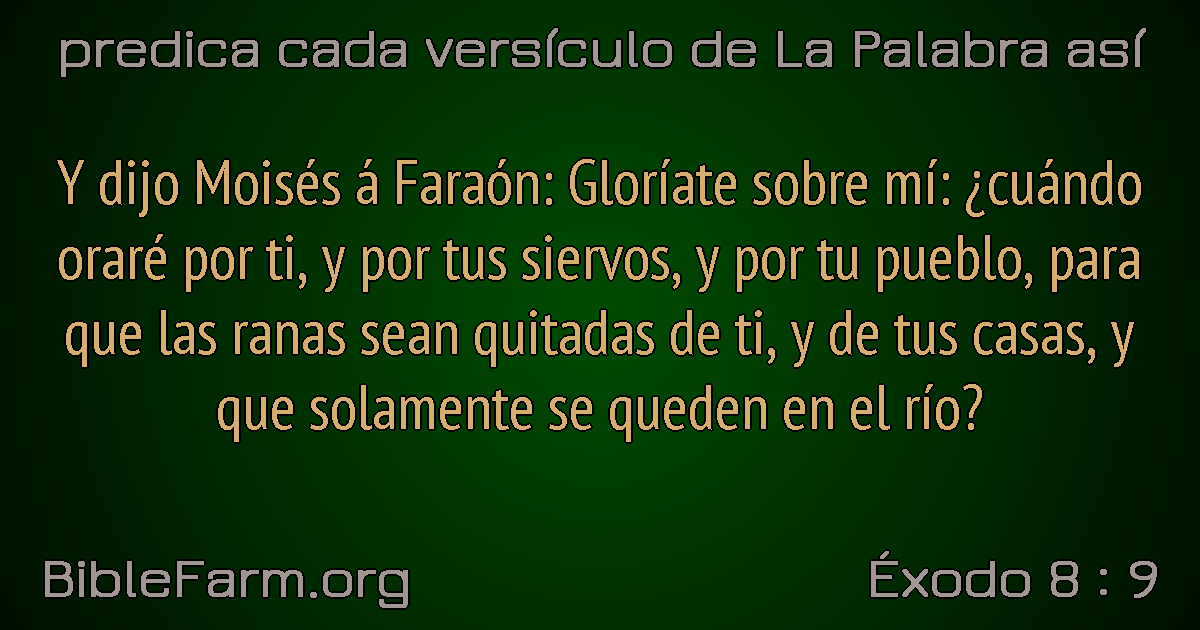 predica cada versículo de La Palabra así
Y dijo Moisés á Faraón: Gloríate sobre mí: ¿cuándo
oraré por ti, y por tus siervos, y por tu pueblo, para
que las ranas sean quitadas de ti, y de tus casas, y
que solamente se queden en el río?
BibleFarm.org
Éxodo 8 : 9